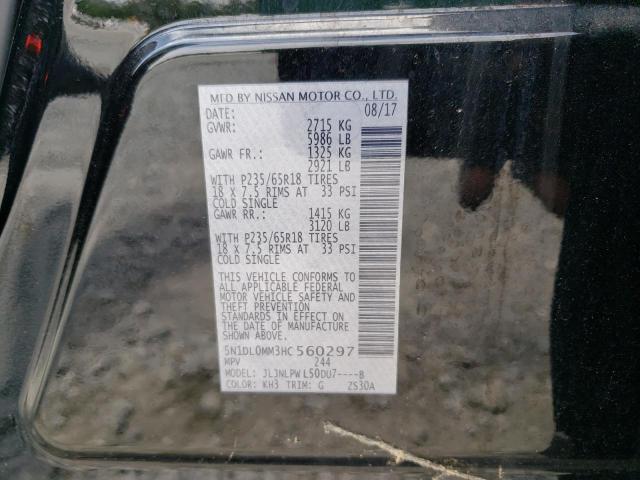 MFD BY NISSAN MOTOR CO., LTD.
DATE: 08/17
GVWR: 2715 KG
5986 LB
GAWR FR.: 1325 KG
2921 LB
WITH P235/65R18 TIRES
18 X 7.5 RIMS AT 33 PSI
COLD SINGLE
GAWR RR.: 1415 KG
3120 LB
WITH P235/65R18 TIRES
18 X 7.5 RIMS AT 33 PSI
COLD SINGLE
THIS VEHICLE CONFORMS TO
ALL APPLICABLE FEDERAL
MOTOR VEHICLE SAFETY AND
THEFT PREVENTION
STANDARDS IN EFFECT ON
THE DATE OF MANUFACTURE
SHOWN ABOVE.
5N1DL0MM3HC560297
MPV 244
MODEL: JLJNLPWL50DU7----B
COLOR: KH3 TRIM: G ZS30A